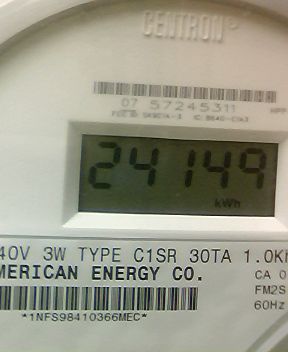 CENTRON®
07 57245311
24149
kWh
40V 3W TYPE C1SR 30TA 1.0Kh
MERICAN ENERGY CO.
CA 0
FM2S
60Hz
*1NFS98410366MEC*